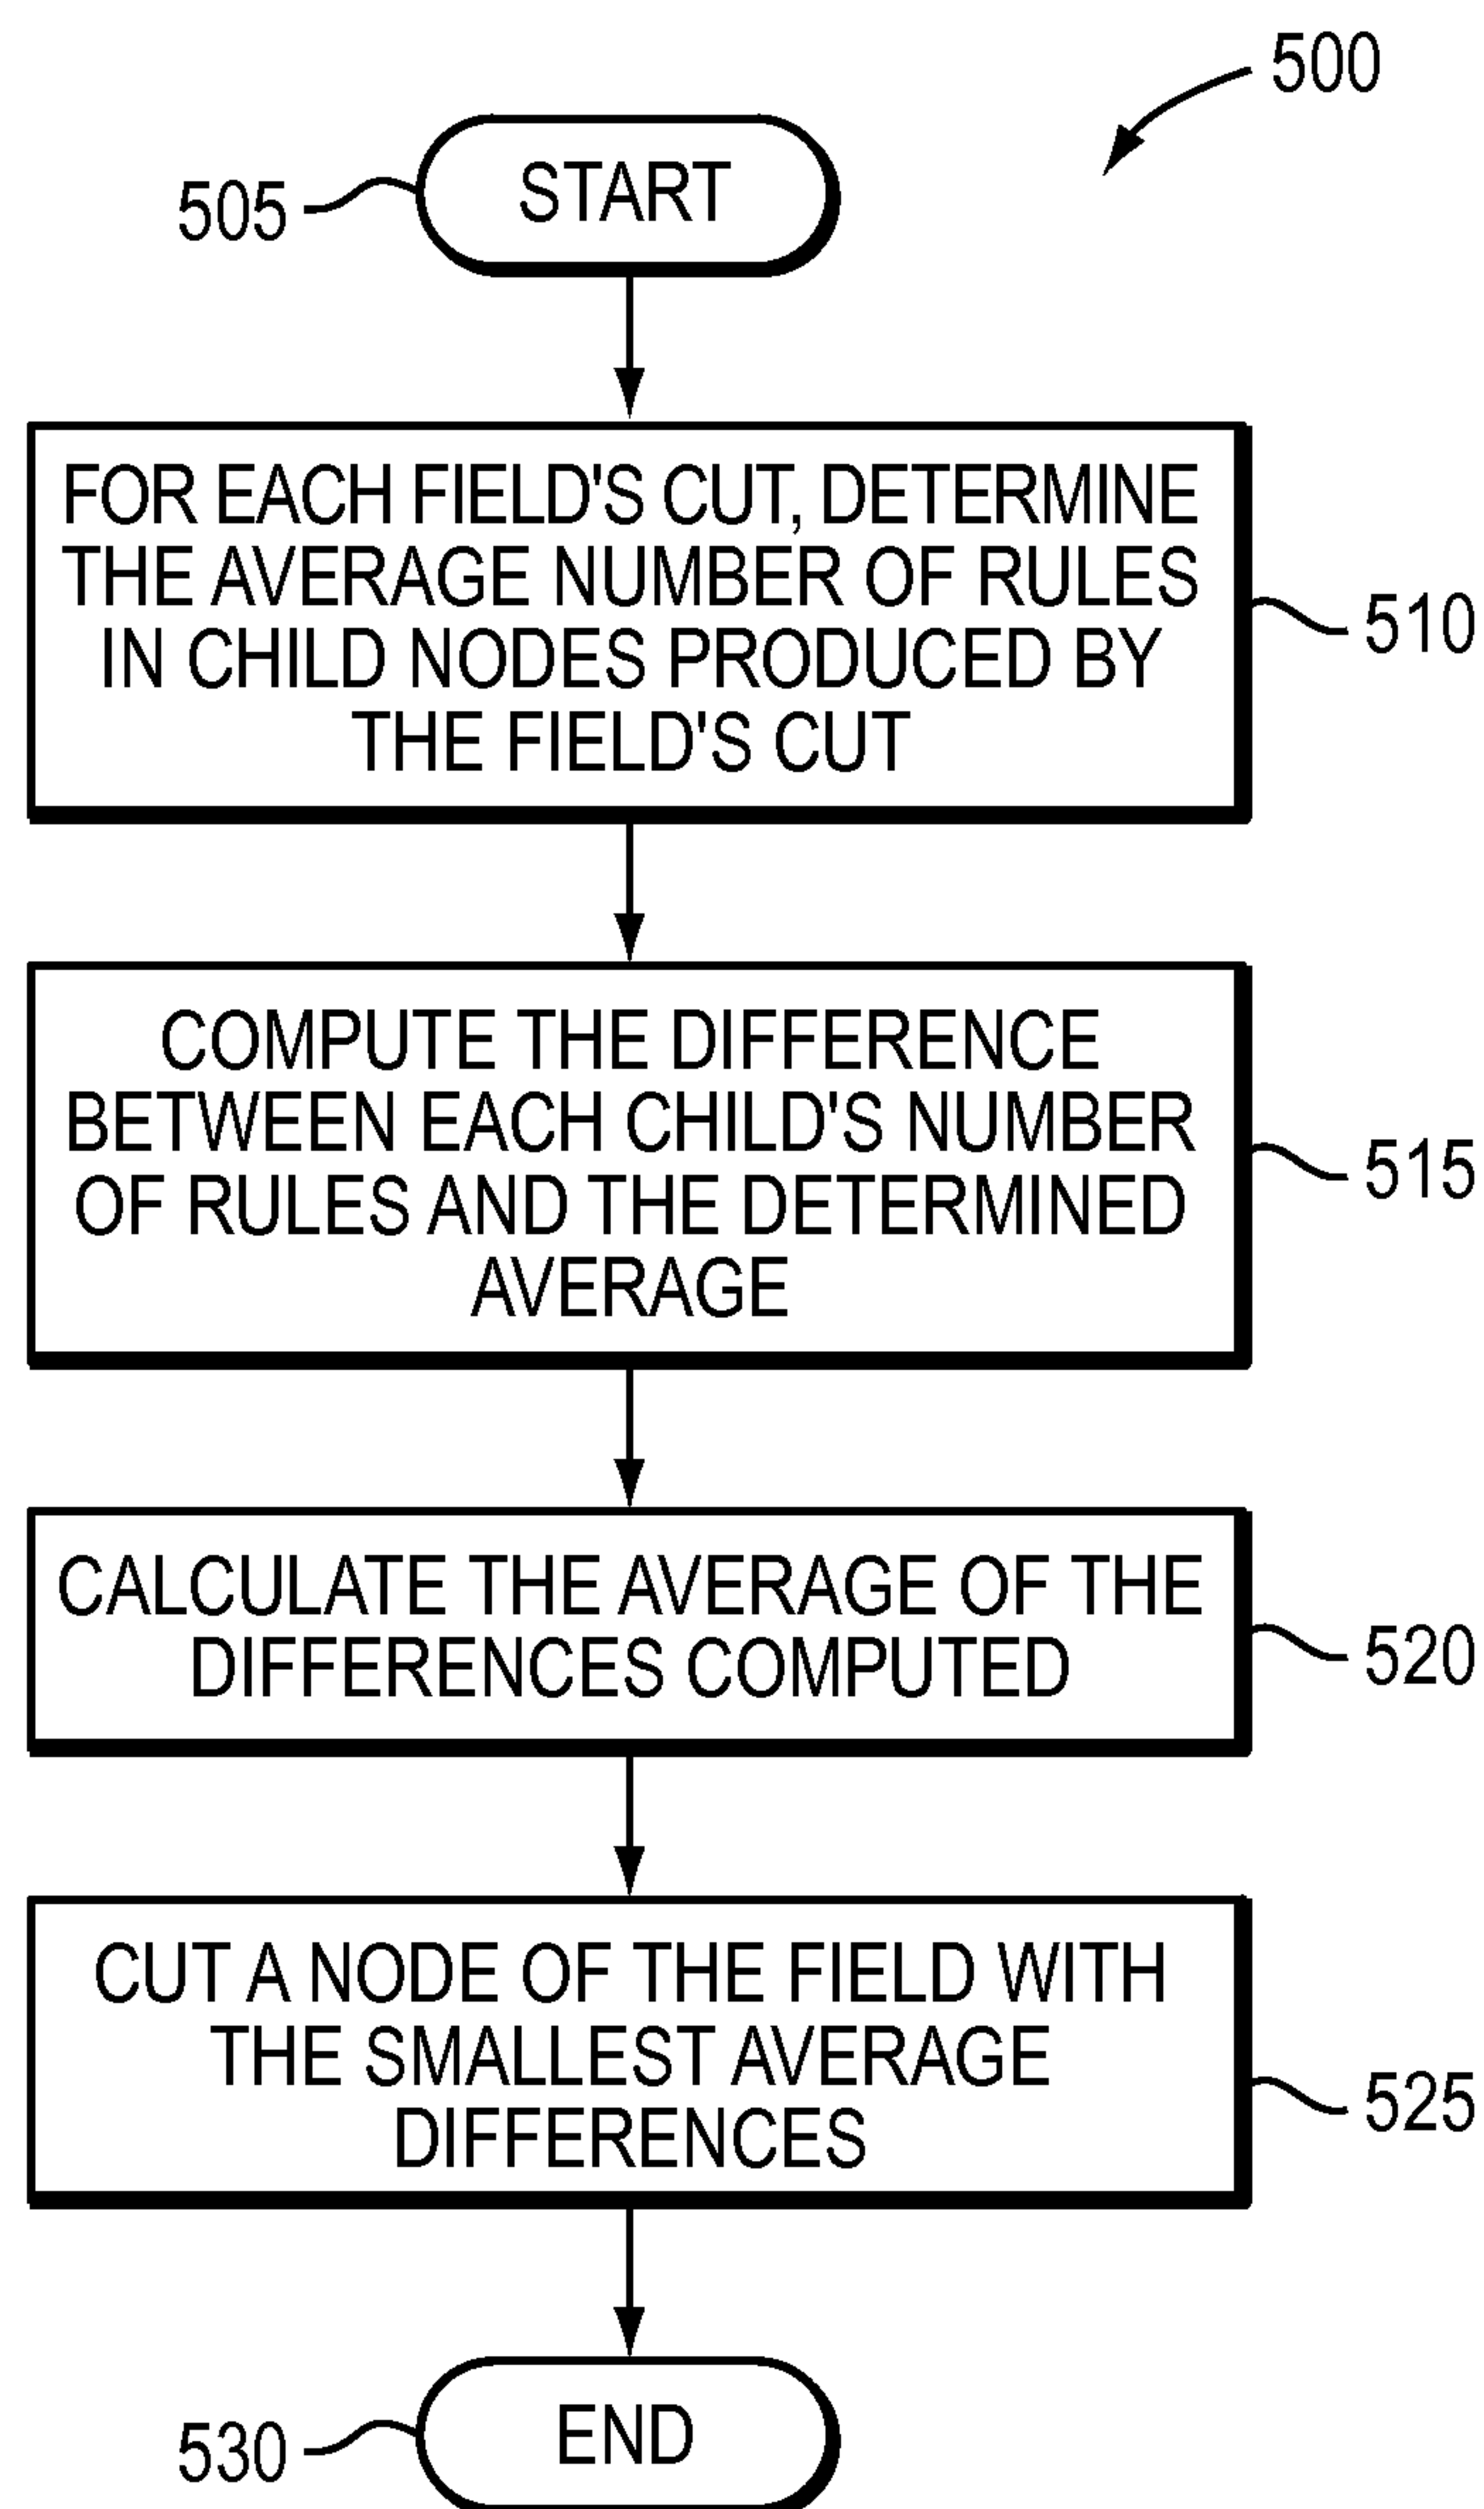 500
START
505
FOR EACH FIELD'S CUT, DETERMINE
THE AVERAGE NUMBER OF RULES
IN CHILD NODES PRODUCED BY
THE FIELD'S CUT
510
COMPUTE THE DIFFERENCE
BETWEEN EACH CHILD'S NUMBER
OF RULES AND THE DETERMINED
AVERAGE
515
CALCULATE THE AVERAGE OF THE
DIFFERENCES COMPUTED
520
CUT A NODE OF THE FIELD WITH
THE SMALLEST AVERAGE
DIFFERENCES
525
END
530